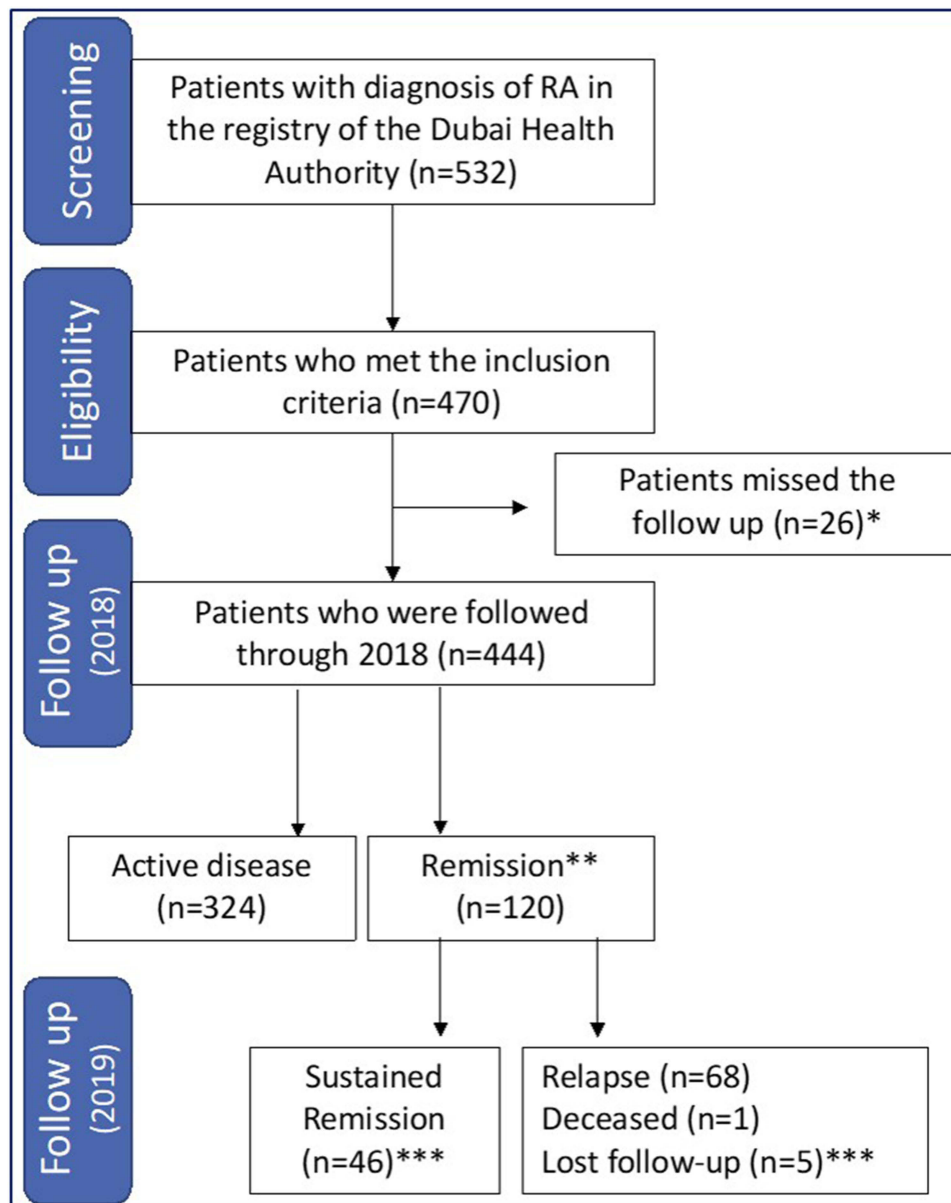 Screening
Patients with diagnosis of RA in
the registry of the Dubai Health
Authority (n=532)
Eligibility
Patients who met the inclusion
criteria (n=470)
Patients missed the
follow up (n=26)*
Follow up
(2018)
Patients who were followed
through 2018 (n=444)
Active disease
(n=324)
Remission**
(n=120)
Follow up
(2019)
Sustained
Remission
(n=46)***
Relapse (n=68)
Deceased (n=1)
Lost follow-up (n=5)***